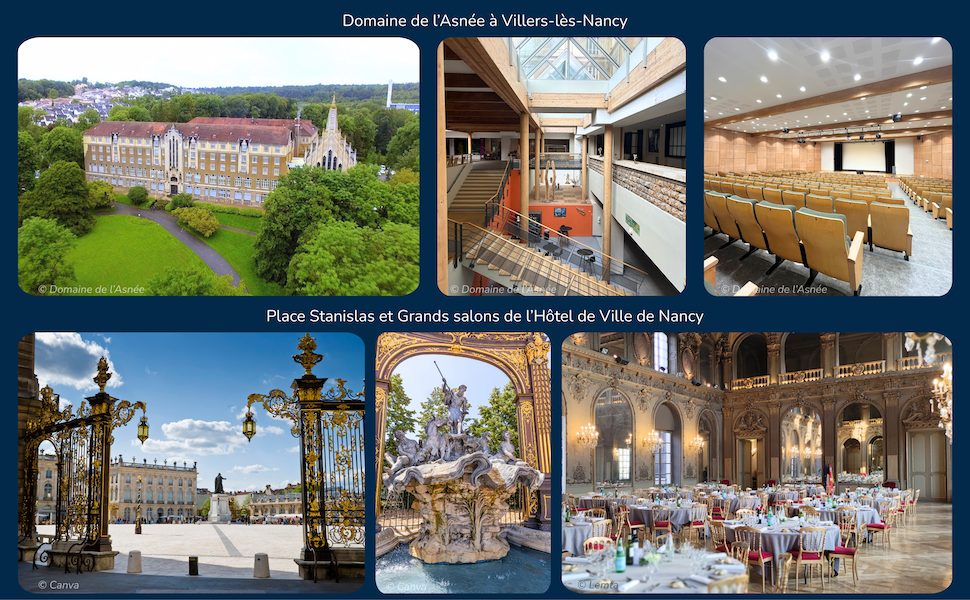 Domaine de l'Asnée à Villers-lès-Nancy
© Domaine de l'Asnée
© Domaine de l'Asnée
© Domaine de l'Asnée
Place Stanislas et Grands salons de l'Hôtel de Ville de Nancy
© Canva
© Canva
© Lemta